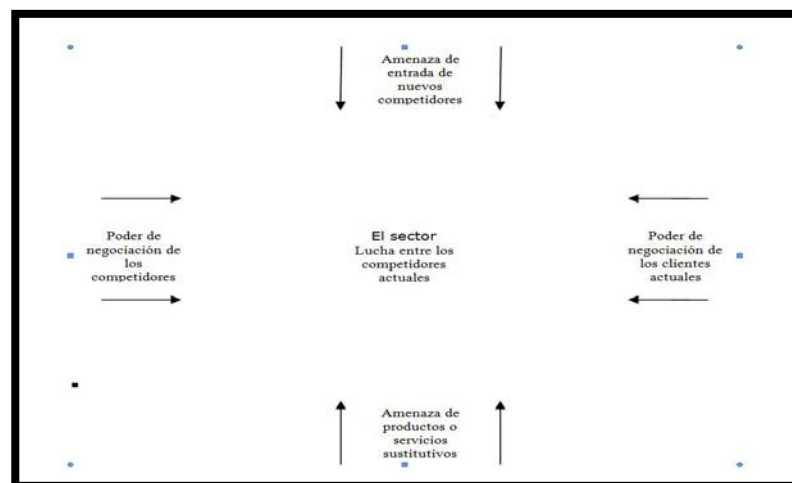 Amenaza de
entrada de
nuevos
competidores
Poder de
negociación de
los
competidores
El sector
Lucha entre los
competidores
actuales
Poder de
negociación de
los clientes
actuales
Amenaza de
productos o
servicios
sustitutivos